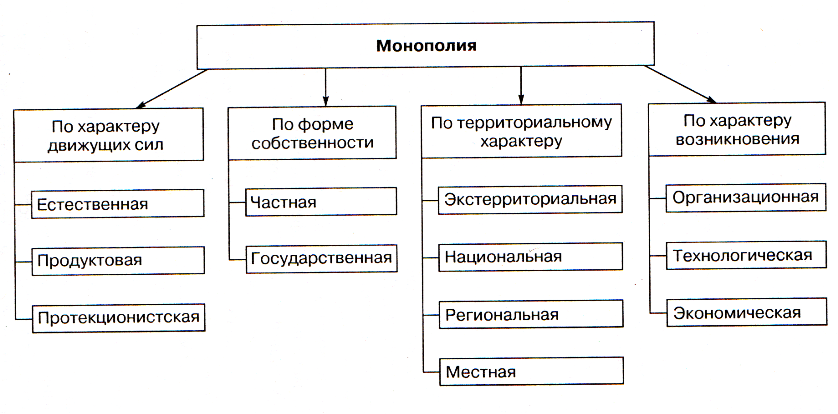 Монополия
По характеру
движущих сил
Естественная
Продуктовая
Протекционистская
По форме
собственности
Частная
Государственная
По территориальному
характеру
Экстерриториальная
Национальная
Региональная
Местная
По характеру
возникновения
Организационная
Технологическая
Экономическая